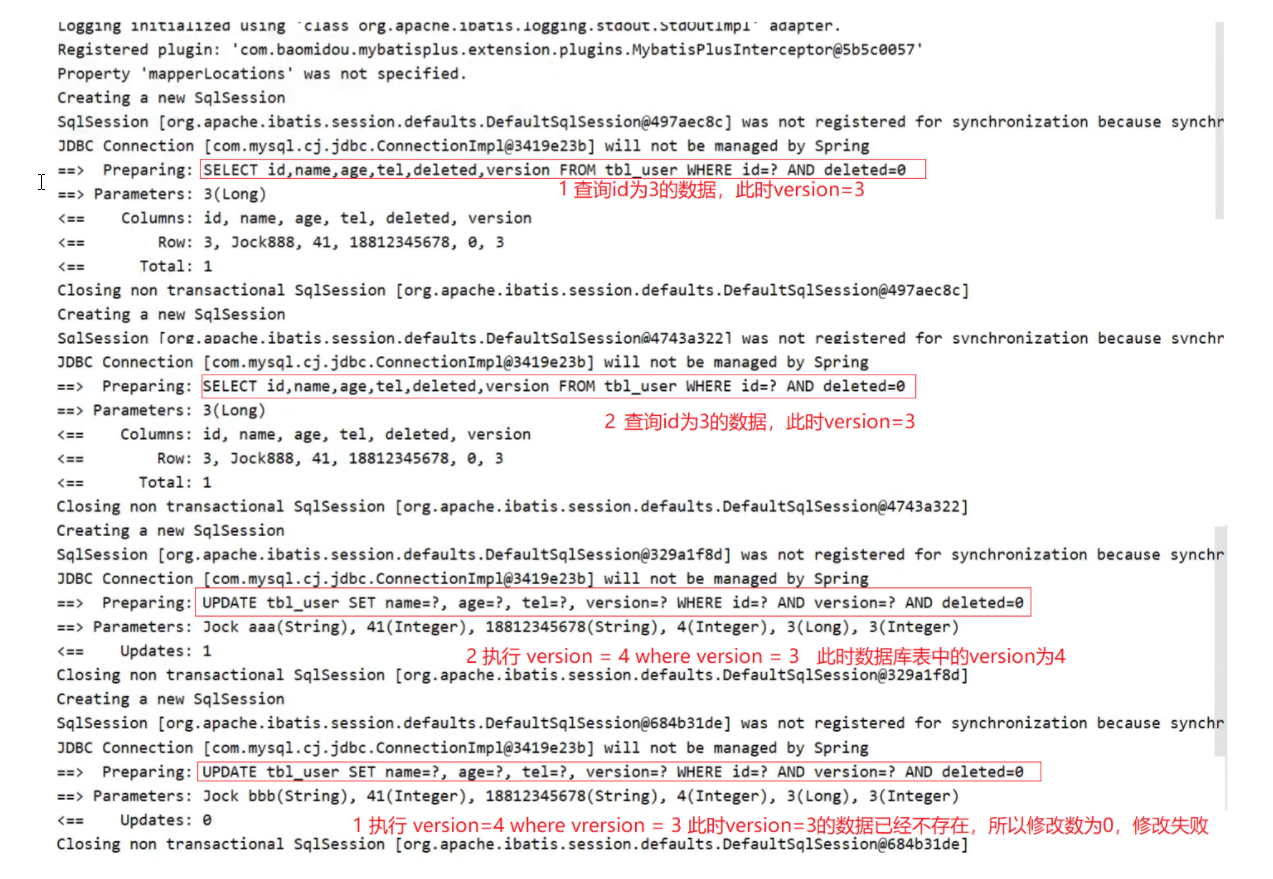 Logging initialized using 'class org.apache.ibatis.logging.stdout.StdOutImpl' adapter.
Registered plugin: 'com.baomidou.mybatisplus.extension.plugins.MybatisPlusInterceptor@5b5c0057'
Property 'mapperLocations' was not specified.
Creating a new SqlSession
SqlSession [org.apache.ibatis.session.defaults.DefaultSqlSession@497aec8c] was not registered for synchronization because synchr
JDBC Connection [com.mysql.cj.jdbc.ConnectionImpl@3419e23b] will not be managed by Spring
==>  Preparing: SELECT id,name,age,tel,deleted,version FROM tbl_user WHERE id=? AND deleted=0
1 查询id为3的数据，此时version=3
==> Parameters: 3(Long)
<==    Columns: id, name, age, tel, deleted, version
<==        Row: 3, Jock888, 41, 18812345678, 0, 3
<==      Total: 1
Closing non transactional SqlSession [org.apache.ibatis.session.defaults.DefaultSqlSession@497aec8c]
Creating a new SqlSession
SqlSession [org.apache.ibatis.session.defaults.DefaultSqlSession@4743a322] was not registered for synchronization because synchr
JDBC Connection [com.mysql.cj.jdbc.ConnectionImpl@3419e23b] will not be managed by Spring
==>  Preparing: SELECT id,name,age,tel,deleted,version FROM tbl_user WHERE id=? AND deleted=0
==> Parameters: 3(Long)
2 查询id为3的数据，此时version=3
<==    Columns: id, name, age, tel, deleted, version
<==        Row: 3, Jock888, 41, 18812345678, 0, 3
<==      Total: 1
Closing non transactional SqlSession [org.apache.ibatis.session.defaults.DefaultSqlSession@4743a322]
Creating a new SqlSession
SqlSession [org.apache.ibatis.session.defaults.DefaultSqlSession@329a1f8d] was not registered for synchronization because synchr
JDBC Connection [com.mysql.cj.jdbc.ConnectionImpl@3419e23b] will not be managed by Spring
==>  Preparing: UPDATE tbl_user SET name=?, age=?, tel=?, version=? WHERE id=? AND version=? AND deleted=0
==> Parameters: Jock aaa(String), 41(Integer), 18812345678(String), 4(Integer), 3(Long), 3(Integer)
<==    Updates: 1
2 执行 version = 4 where version = 3   此时数据库表中的version为4
Closing non transactional SqlSession [org.apache.ibatis.session.defaults.DefaultSqlSession@329a1f8d]
Creating a new SqlSession
SqlSession [org.apache.ibatis.session.defaults.DefaultSqlSession@684b31de] was not registered for synchronization because synchr
JDBC Connection [com.mysql.cj.jdbc.ConnectionImpl@3419e23b] will not be managed by Spring
==>  Preparing: UPDATE tbl_user SET name=?, age=?, tel=?, version=? WHERE id=? AND version=? AND deleted=0
==> Parameters: Jock bbb(String), 41(Integer), 18812345678(String), 4(Integer), 3(Long), 3(Integer)
<==    Updates: 0
1 执行 version=4 where vrersion = 3 此时version=3的数据已经不存在，所以修改数为0，修改失败
Closing non transactional SqlSession [org.apache.ibatis.session.defaults.DefaultSqlSession@684b31de]